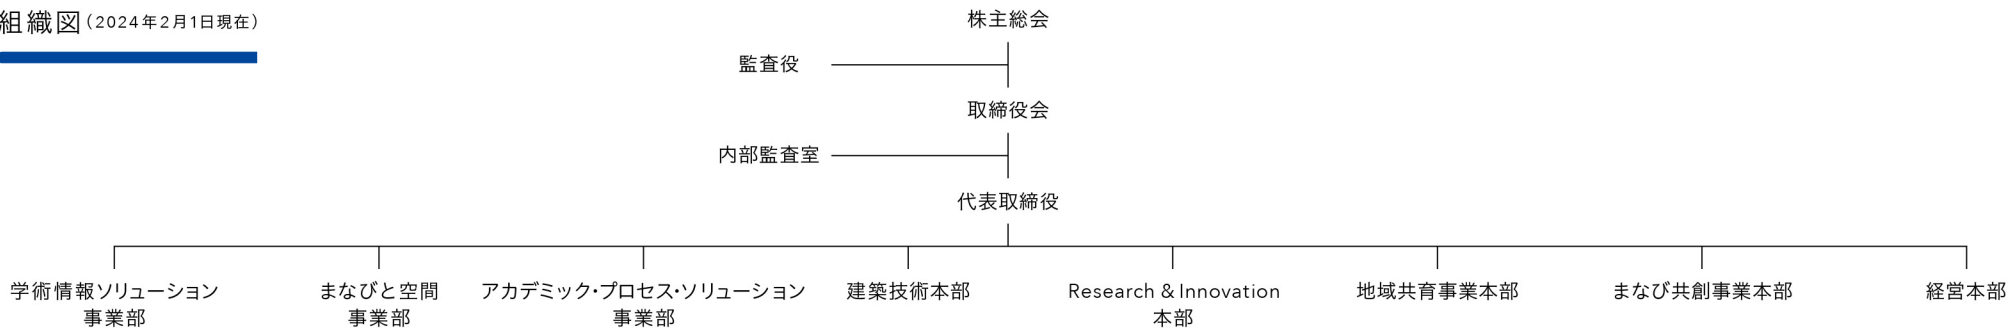 組織図（2024年2月1日現在）
株主総会
監査役
取締役会
内部監査室
代表取締役
学術情報ソリューション
事業部
まなびと空間
事業部
アカデミック・プロセス・ソリューション
事業部
建築技術本部
Research & Innovation
本部
地域共育事業本部
まなび共創事業本部
経営本部